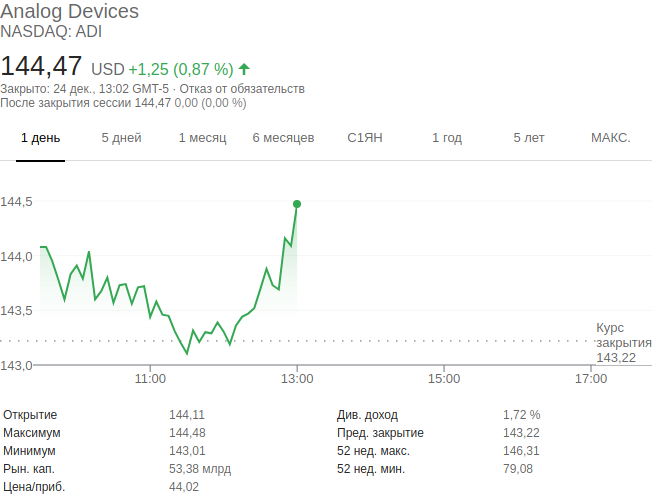 Analog Devices
NASDAQ: ADI
144,47 USD +1,25 (0,87 %)
Закрыто: 24 дек., 13:02 GMT-5 · Отказ от обязательств
После закрытия сессии 144,47 0,00 (0,00 %)
1 день 5 дней 1 месяц 6 месяцев С1ЯН 1 год 5 лет МАКС.
144,5
144,0
143,5
143,0
Курс
закрытия
143,22
11:00 13:00 15:00 17:00
Открытие 144,11 Див. доход 1,72 %
Максимум 144,48 Пред. закрытие 143,22
Минимум 143,01 52 нед. макс. 146,31
Рын. кап. 53,38 млрд 52 нед. мин. 79,08
Цена/приб. 44,02